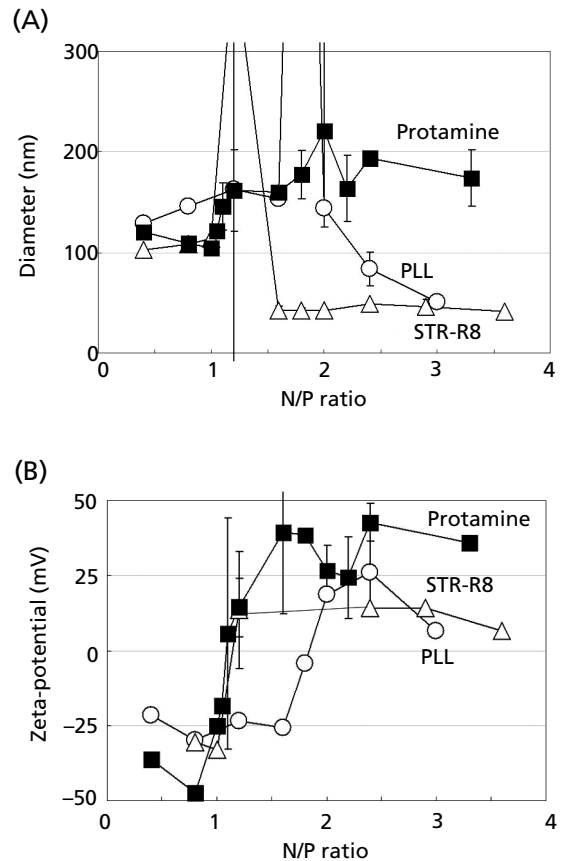 (A)
300
200
100
0
Diameter (nm)
Protamine
PLL
STR-R8
0
1
2
3
4
N/P ratio
(B)
50
25
0
−25
−50
Zeta-potential (mV)
Protamine
STR-R8
PLL
0
1
2
3
4
N/P ratio